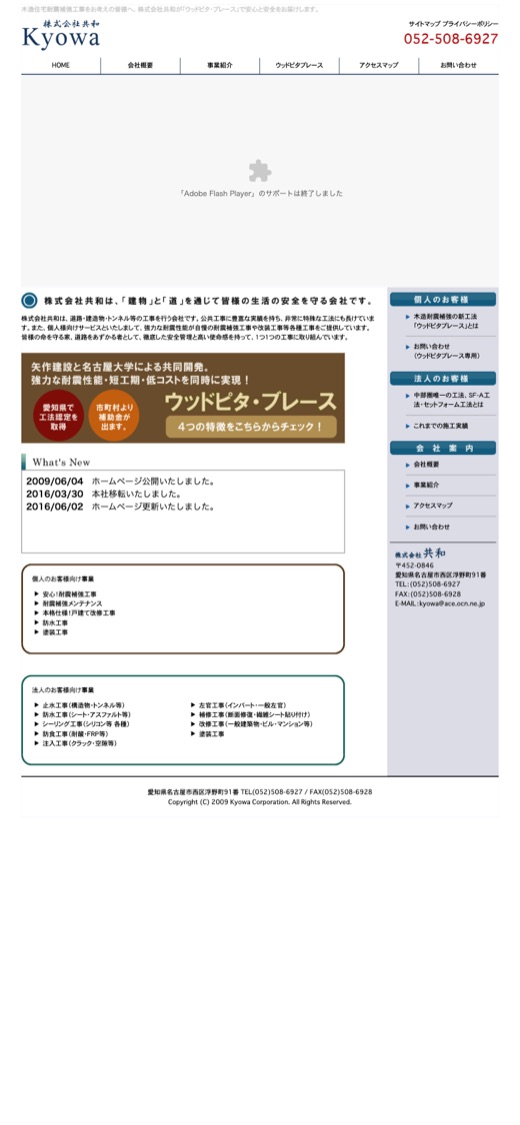 木造住宅耐震補強工事をお考えの皆様へ、株式会社共和が「ウッドピタ・ブレース」で安心と安全をお届けします。
株式会社共和
Kyowa
サイトマップ プライバシーポリシー
052-508-6927
HOME
会社概要
事業紹介
ウッドピタブレース
アクセスマップ
お問い合わせ
「Adobe Flash Player」のサポートは終了しました
株式会社共和は、「建物」と「道」を通じて皆様の生活の安全を守る会社です。
株式会社共和は、道路・建造物・トンネル等の工事を行う会社です。公共工事に豊富な実績を持ち、非常に特殊な工法にも長けていま
す。また、個人様向けサービスといたしまして、強力な耐震性能が自慢の耐震補強工事や改装工事等各種工事をご提供しています。
皆様の命を守る家、道路をあずかる者として、徹底した安全管理と高い使命感を持って、1つ1つの工事に取り組んでいます。
矢作建設と名古屋大学による共同開発。
強力な耐震性能・短工期・低コストを同時に実現！
愛知県で
工法認定を
取得
市町村より
補助金が
出ます。
ウッドピタ・ブレース
4つの特徴をこちらからチェック！
What's New
2009/06/04 ホームページ公開いたしました。
2016/03/30 本社移転いたしました。
2016/06/02 ホームページ更新いたしました。
個人のお客様向け事業
安心！耐震補強工事
耐震補強メンテナンス
本格仕様！戸建て改修工事
防水工事
塗装工事
法人のお客様向け事業
止水工事(構造物・トンネル等)
防水工事(シート・アスファルト等)
シーリング工事(シリコン等 各種)
防食工事(耐酸・FRP等)
注入工事(クラック・空隙等)
左官工事(インバート・一般左官)
補修工事(断面修復・繊維シート貼り付け)
改修工事(一般建築物・ビル・マンション等)
塗装工事
個人のお客様
木造耐震補強の新工法
「ウッドピタブレース」とは
お問い合わせ
(ウッドピタブレース専用)
法人のお客様
中部圏唯一の工法、SF-A工
法・セットフォーム工法とは
これまでの施工実績
会 社 案 内
会社概要
事業紹介
アクセスマップ
お問い合わせ
株式会社 共和
〒452-0846
愛知県名古屋市西区浮野町91番
TEL:(052)508-6927
FAX:(052)508-6928
E-MAIL:kyowa@ace.ocn.ne.jp
愛知県名古屋市西区浮野町91番 TEL(052)508-6927 / FAX(052)508-6928
Copyright (C) 2009 Kyowa Corporation. All Rights Reserved.